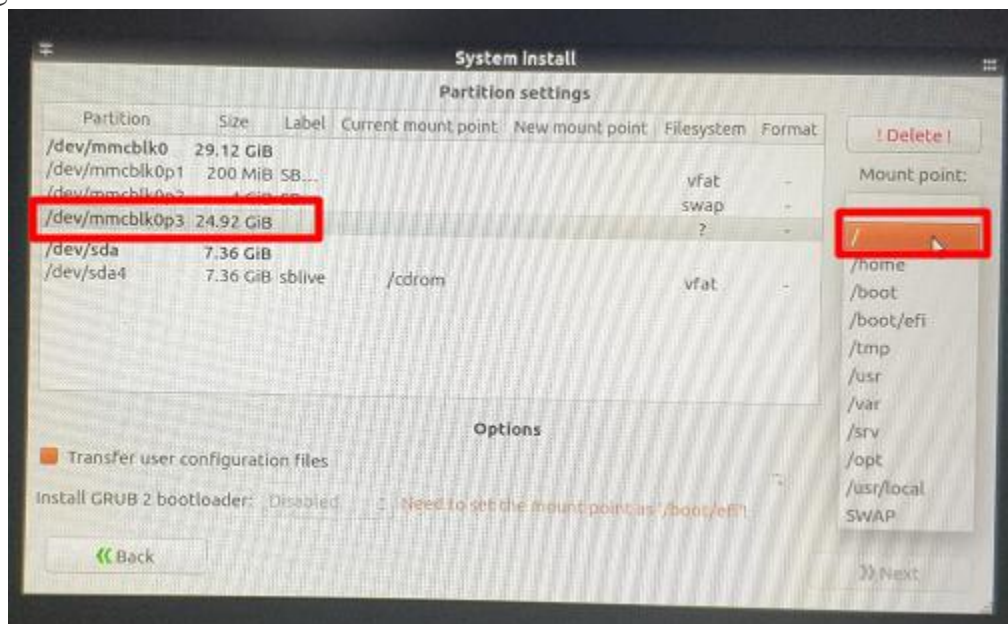 System Install
Partition settings
Partition Size Label Current mount point New mount point Filesystem Format
! Delete !
/dev/mmcblk0 29.12 GiB
/dev/mmcblk0p1 200 MiB SB... vfat -
Mount point:
/dev/mmcblk0p2 swap -
/dev/mmcblk0p3 24.92 GiB ? -
/
/dev/sda 7.36 GiB
/home
/dev/sda4 7.36 GiB sblive /cdrom vfat -
/boot
/boot/efi
/tmp
/usr
/var
Options
/srv
Transfer user configuration files
/opt
Install GRUB 2 bootloader: Disabled Need to set the mount point as '/boot/efi'!
/usr/local
SWAP
Back
Next